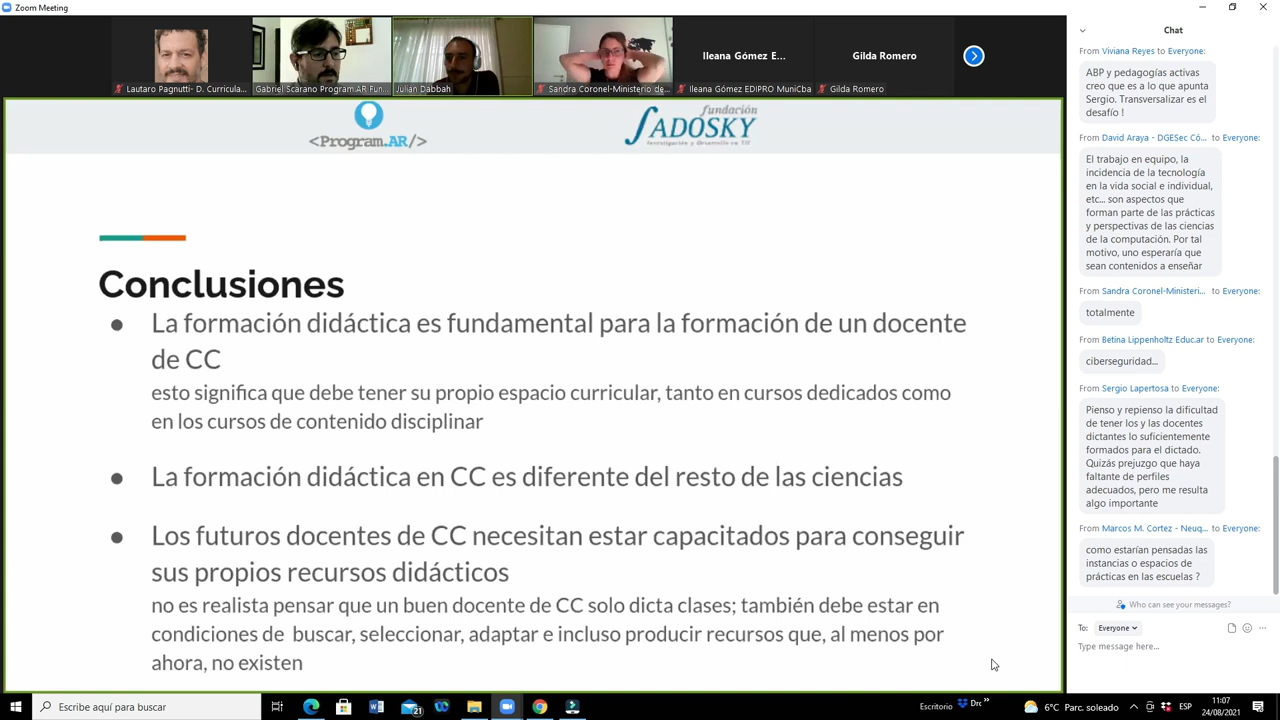 Zoom Meeting
Ileana Gómez E...
Gilda Romero
Lautaro Pagnutti- D. Curricula...
Gabriel Scarano Program.AR Fun...
Julián Dabbah
Sandra Coronel-Ministerio de...
Ileana Gómez EDIPRO MuniCba
Gilda Romero
<Program.AR/>
fundación
SADOSKY
Investigación y Desarrollo en TIC
Conclusiones
● La formación didáctica es fundamental para la formación de un docente
de CC
esto significa que debe tener su propio espacio curricular, tanto en cursos dedicados como
en los cursos de contenido disciplinar
● La formación didáctica en CC es diferente del resto de las ciencias
● Los futuros docentes de CC necesitan estar capacitados para conseguir
sus propios recursos didácticos
no es realista pensar que un buen docente de CC solo dicta clases; también debe estar en
condiciones de buscar, seleccionar, adaptar e incluso producir recursos que, al menos por
ahora, no existen
Chat
From Viviana Reyes to Everyone:
ABP y pedagogías activas
creo que es a lo que apunta
Sergio. Transversalizar es el
desafío !
From David Araya - DGESec Có... to Everyone:
El trabajo en equipo, la
incidencia de la tecnología
en la vida social e individual,
etc... son aspectos que
forman parte de las prácticas
y perspectivas de las ciencias
de la computación. Por tal
motivo, uno esperaría que
sean contenidos a enseñar
From Sandra Coronel-Ministeri... to Everyone:
totalmente
From Betina Lippenholtz Educ.ar to Everyone:
ciberseguridad...
From Sergio Lapertosa to Everyone:
Pienso y repienso la dificultad
de tener los y las docentes
dictantes lo suficientemente
formados para el dictado.
Quizás prejuzgo que haya
faltante de perfiles
adecuados, pero me resulta
algo importante
From Marcos M. Cortez - Neuq... to Everyone:
como estarían pensadas las
instancias o espacios de
prácticas en las escuelas ?
Who can see your messages?
To: Everyone
Type message here...
Escribe aquí para buscar
21
Escritorio
»
6°C Parc. soleado
ESP
11:07
24/08/2021